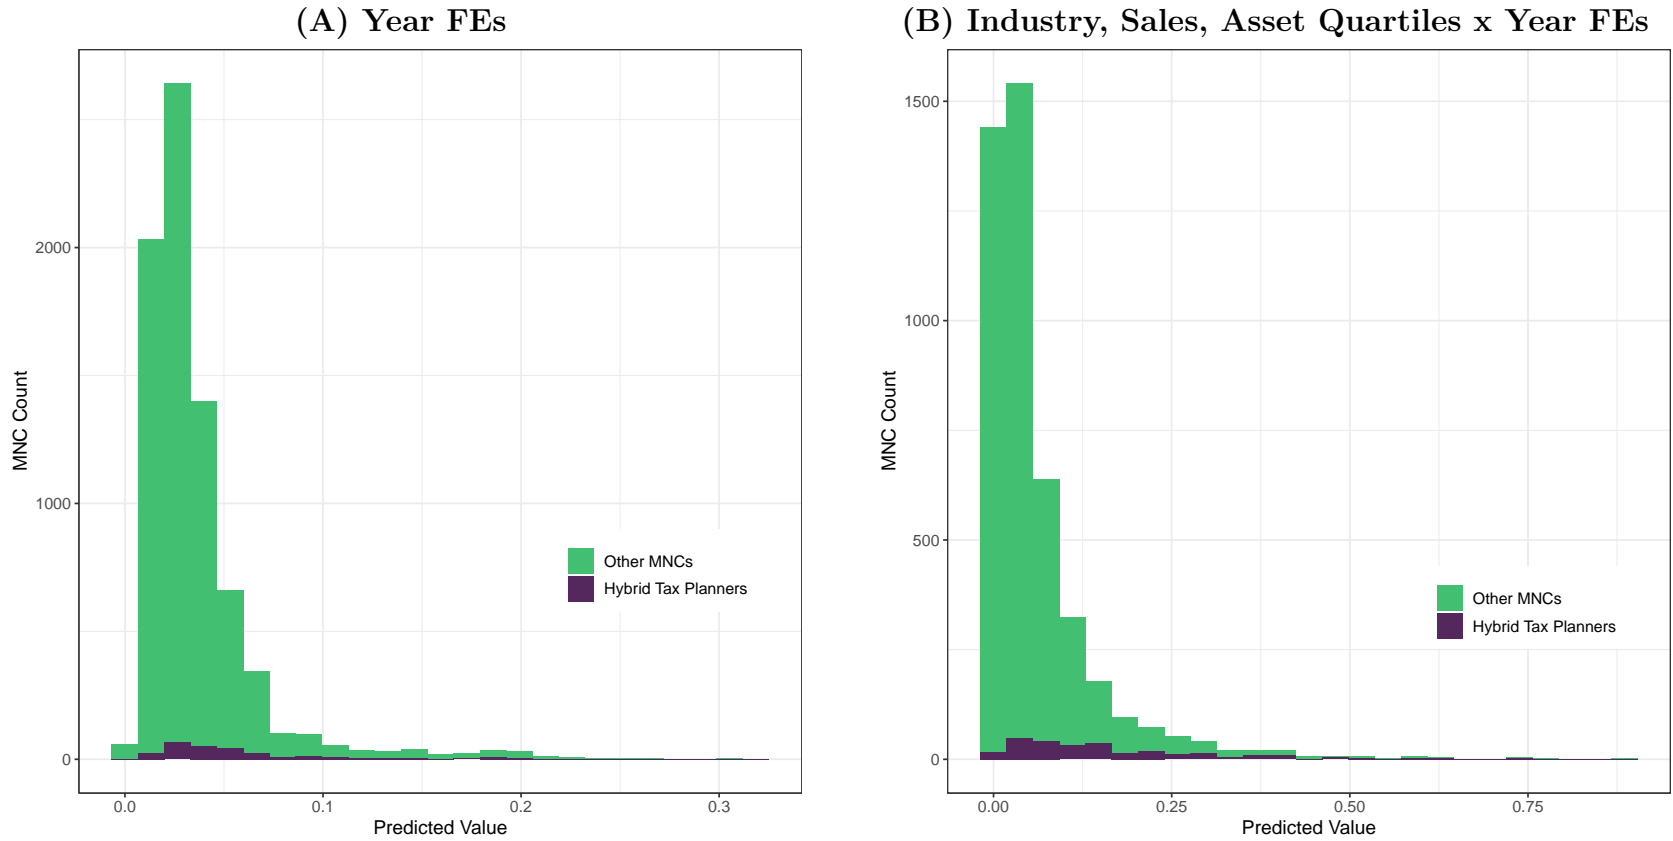 (A) Year FEs
2000
1000
0
MNC Count
Other MNCs
Hybrid Tax Planners
0.0
0.1
0.2
0.3
Predicted Value
(B) Industry, Sales, Asset Quartiles x Year FEs
1500
1000
500
0
MNC Count
Other MNCs
Hybrid Tax Planners
0.00
0.25
0.50
0.75
Predicted Value